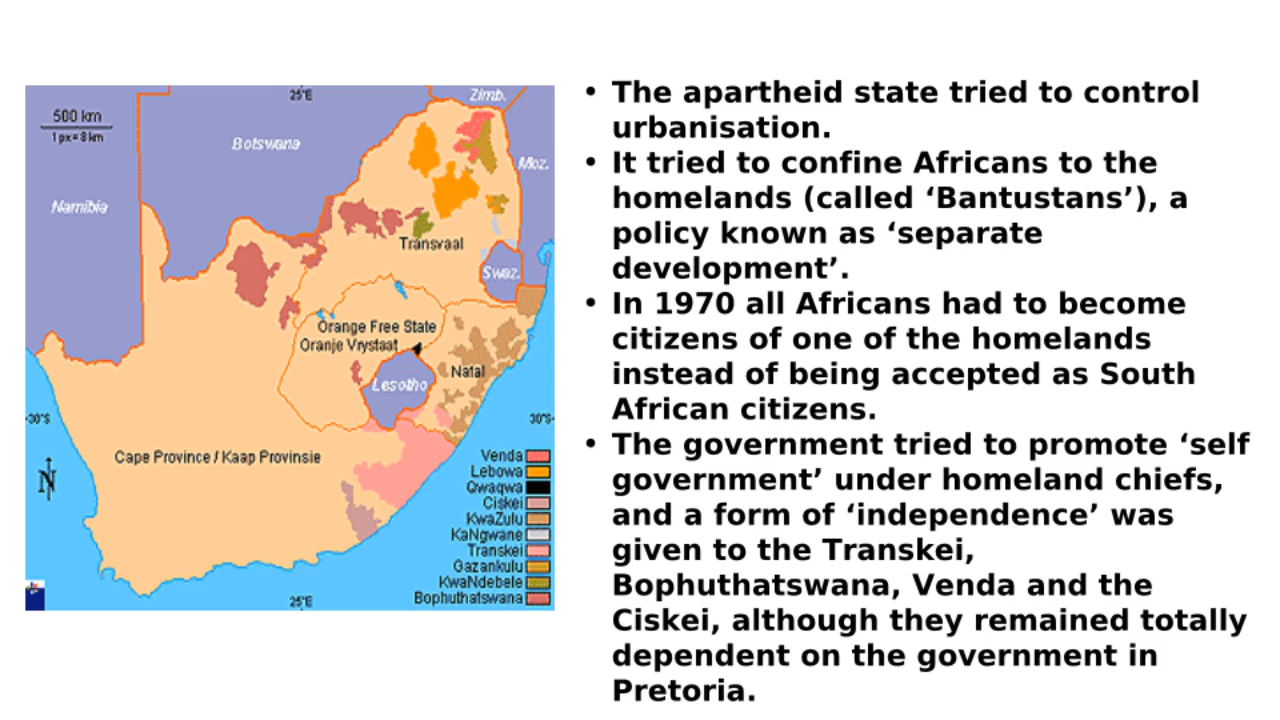 25°E
Zimb.
500 km
1 px = 8 km
Botswana
Moz.
Namibia
Transvaal
Swaz.
Orange Free State
Oranje Vrystaat
Natal
Lesotho
30°S
30°S
Cape Province / Kaap Provinsie
N
Venda
Lebowa
Qwaqwa
Ciskei
KwaZulu
KaNgwane
Transkei
Gazankulu
KwaNdebele
Bophuthatswana
25°E
• The apartheid state tried to control
urbanisation.
• It tried to confine Africans to the
homelands (called ‘Bantustans’), a
policy known as ‘separate
development’.
• In 1970 all Africans had to become
citizens of one of the homelands
instead of being accepted as South
African citizens.
• The government tried to promote ‘self
government’ under homeland chiefs,
and a form of ‘independence’ was
given to the Transkei,
Bophuthatswana, Venda and the
Ciskei, although they remained totally
dependent on the government in
Pretoria.